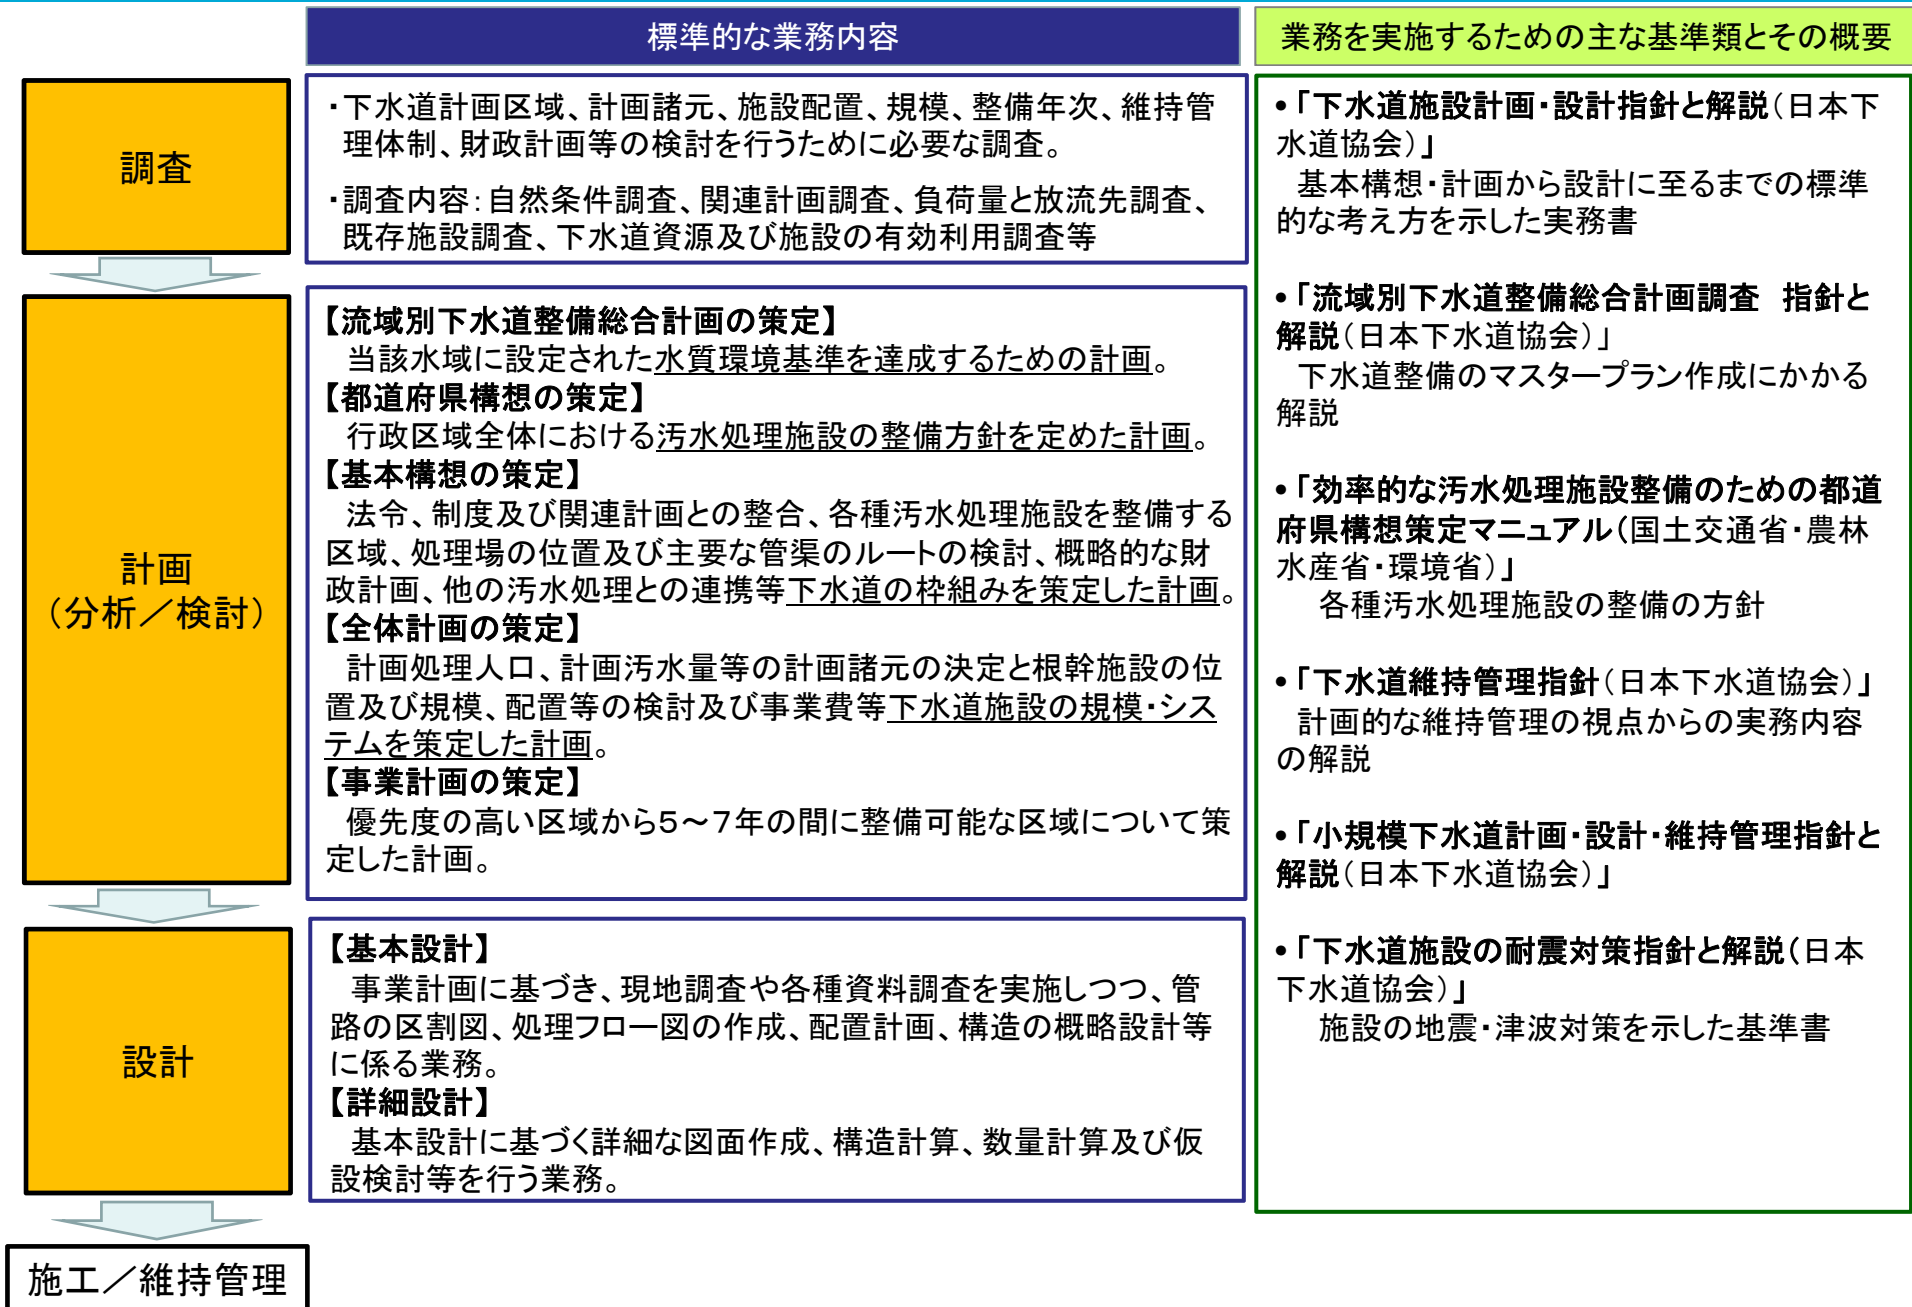 標準的な業務内容
業務を実施するための主な基準類とその概要
調査
・下水道計画区域、計画諸元、施設配置、規模、整備年次、維持管
理体制、財政計画等の検討を行うために必要な調査。
・調査内容：自然条件調査、関連計画調査、負荷量と放流先調査、
既存施設調査、下水道資源及び施設の有効利用調査等
計画
（分析／検討）
【流域別下水道整備総合計画の策定】
当該水域に設定された水質環境基準を達成するための計画。
【都道府県構想の策定】
行政区域全体における汚水処理施設の整備方針を定めた計画。
【基本構想の策定】
法令、制度及び関連計画との整合、各種汚水処理施設を整備する
区域、処理場の位置及び主要な管渠のルートの検討、概略的な財
政計画、他の汚水処理との連携等下水道の枠組みを策定した計画。
【全体計画の策定】
計画処理人口、計画汚水量等の計画諸元の決定と根幹施設の位
置及び規模、配置等の検討及び事業費等下水道施設の規模・シス
テムを策定した計画。
【事業計画の策定】
優先度の高い区域から５～７年の間に整備可能な区域について策
定した計画。
設計
【基本設計】
事業計画に基づき、現地調査や各種資料調査を実施しつつ、管
路の区割図、処理フロー図の作成、配置計画、構造の概略設計等
に係る業務。
【詳細設計】
基本設計に基づく詳細な図面作成、構造計算、数量計算及び仮
設検討等を行う業務。
施工／維持管理
•「下水道施設計画・設計指針と解説（日本下
水道協会）」
基本構想・計画から設計に至るまでの標準
的な考え方を示した実務書
•「流域別下水道整備総合計画調査　指針と
解説（日本下水道協会）」
下水道整備のマスタープラン作成にかかる
解説
•「効率的な汚水処理施設整備のための都道
府県構想策定マニュアル（国土交通省・農林
水産省・環境省）」
各種汚水処理施設の整備の方針
•「下水道維持管理指針（日本下水道協会）」
計画的な維持管理の視点からの実務内容
の解説
•「小規模下水道計画・設計・維持管理指針と
解説（日本下水道協会）」
•「下水道施設の耐震対策指針と解説（日本
下水道協会）」
施設の地震・津波対策を示した基準書